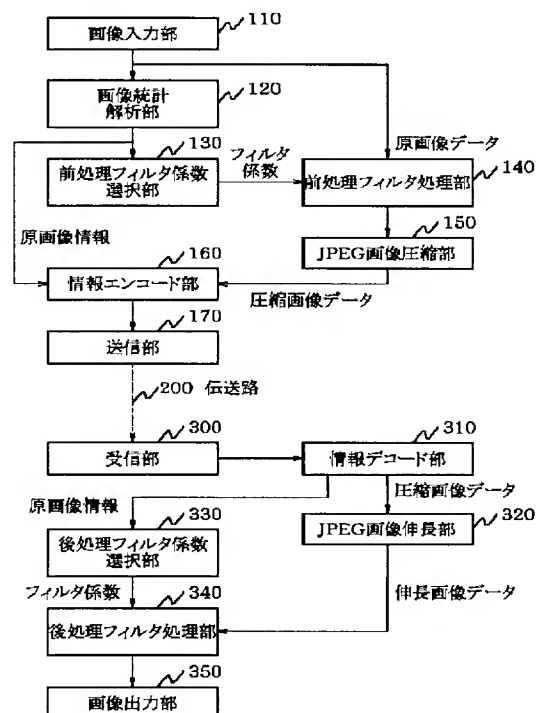 110
画像入力部
120
画像統計
解析部
130
フィルタ
係数
原画像データ
前処理フィルタ係数
選択部
前処理フィルタ処理部
140
150
原画像情報
JPEG画像圧縮部
160
情報エンコード部
圧縮画像データ
170
送信部
200 伝送路
300
受信部
310
情報デコード部
原画像情報
圧縮画像データ
330
後処理フィルタ係数
選択部
JPEG画像伸長部
320
フィルタ係数
340
伸長画像データ
後処理フィルタ処理部
350
画像出力部